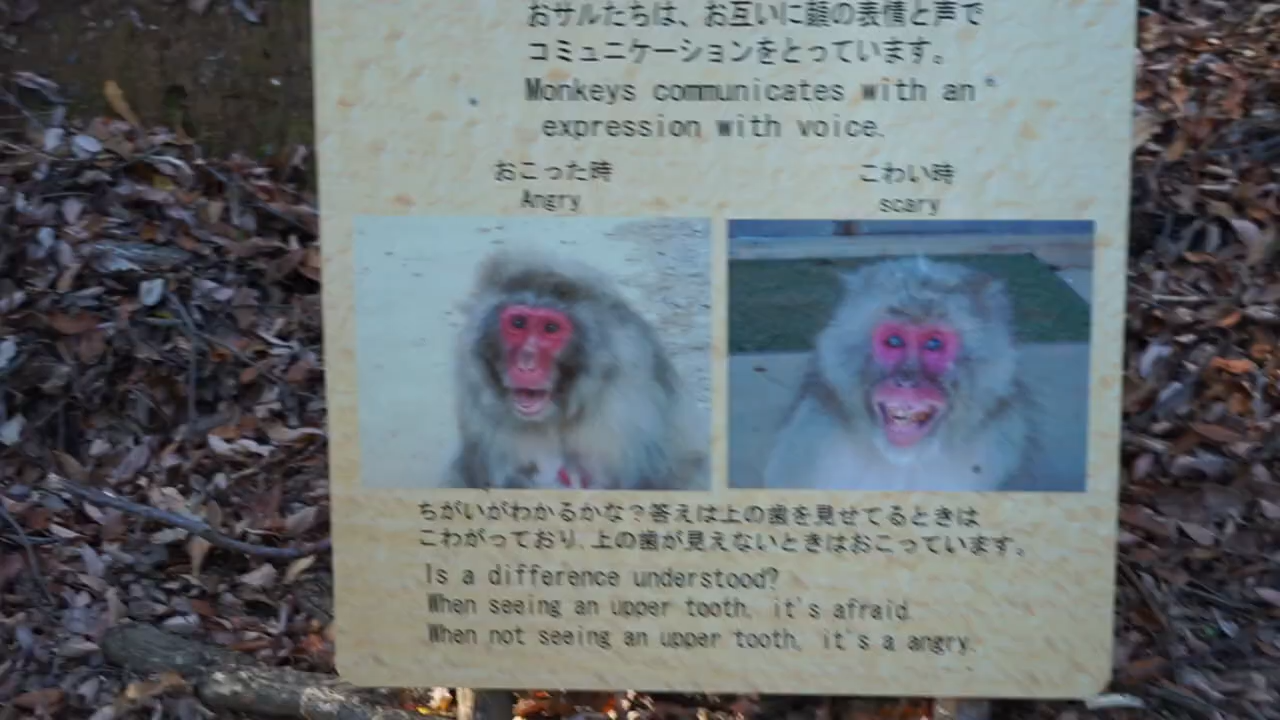 おサルたちは、お互いに顔の表情と声で
コミュニケーションをとっています。
Monkeys communicates with an
expression with voice.
おこった時
Angry
こわい時
scary
ちがいがわかるかな？答えは上の歯を見せてるときは
こわがっており、上の歯が見えないときはおこっています。
Is a difference understood?
When seeing an upper tooth, it's afraid.
When not seeing an upper tooth, it's a angry.